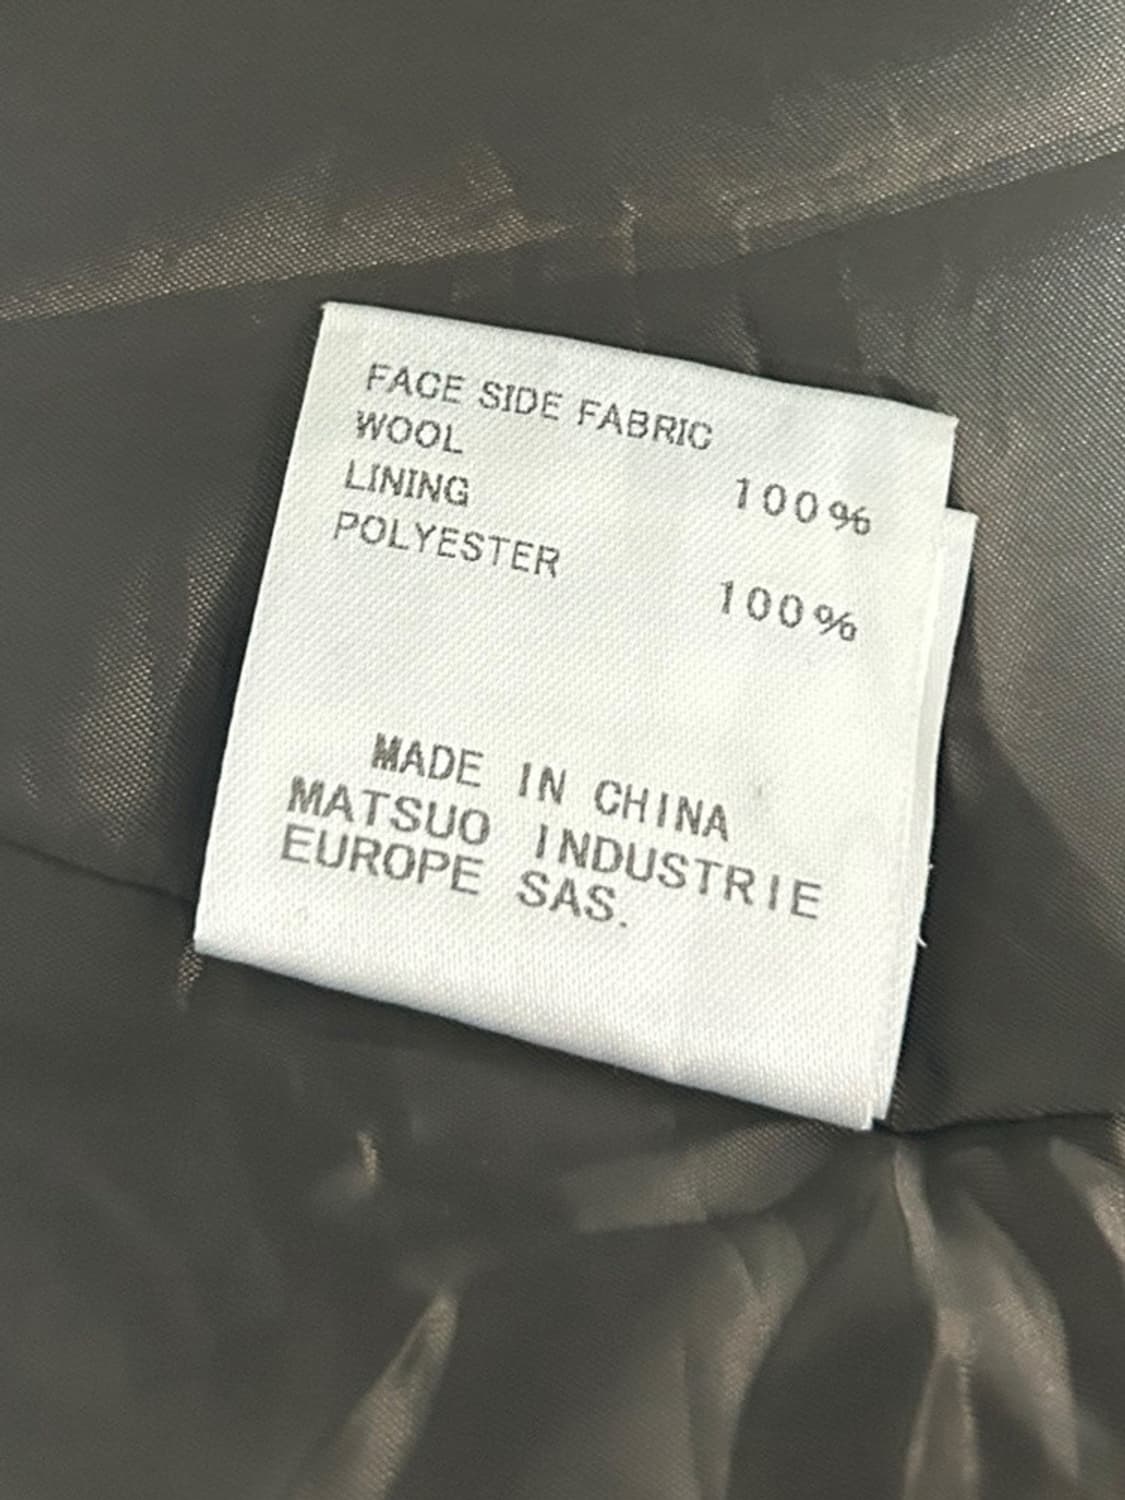 FACE SIDE FABRIC
WOOL 100%
LINING
POLYESTER 100%
MADE IN CHINA
MATSUO INDUSTRIE
EUROPE SAS.